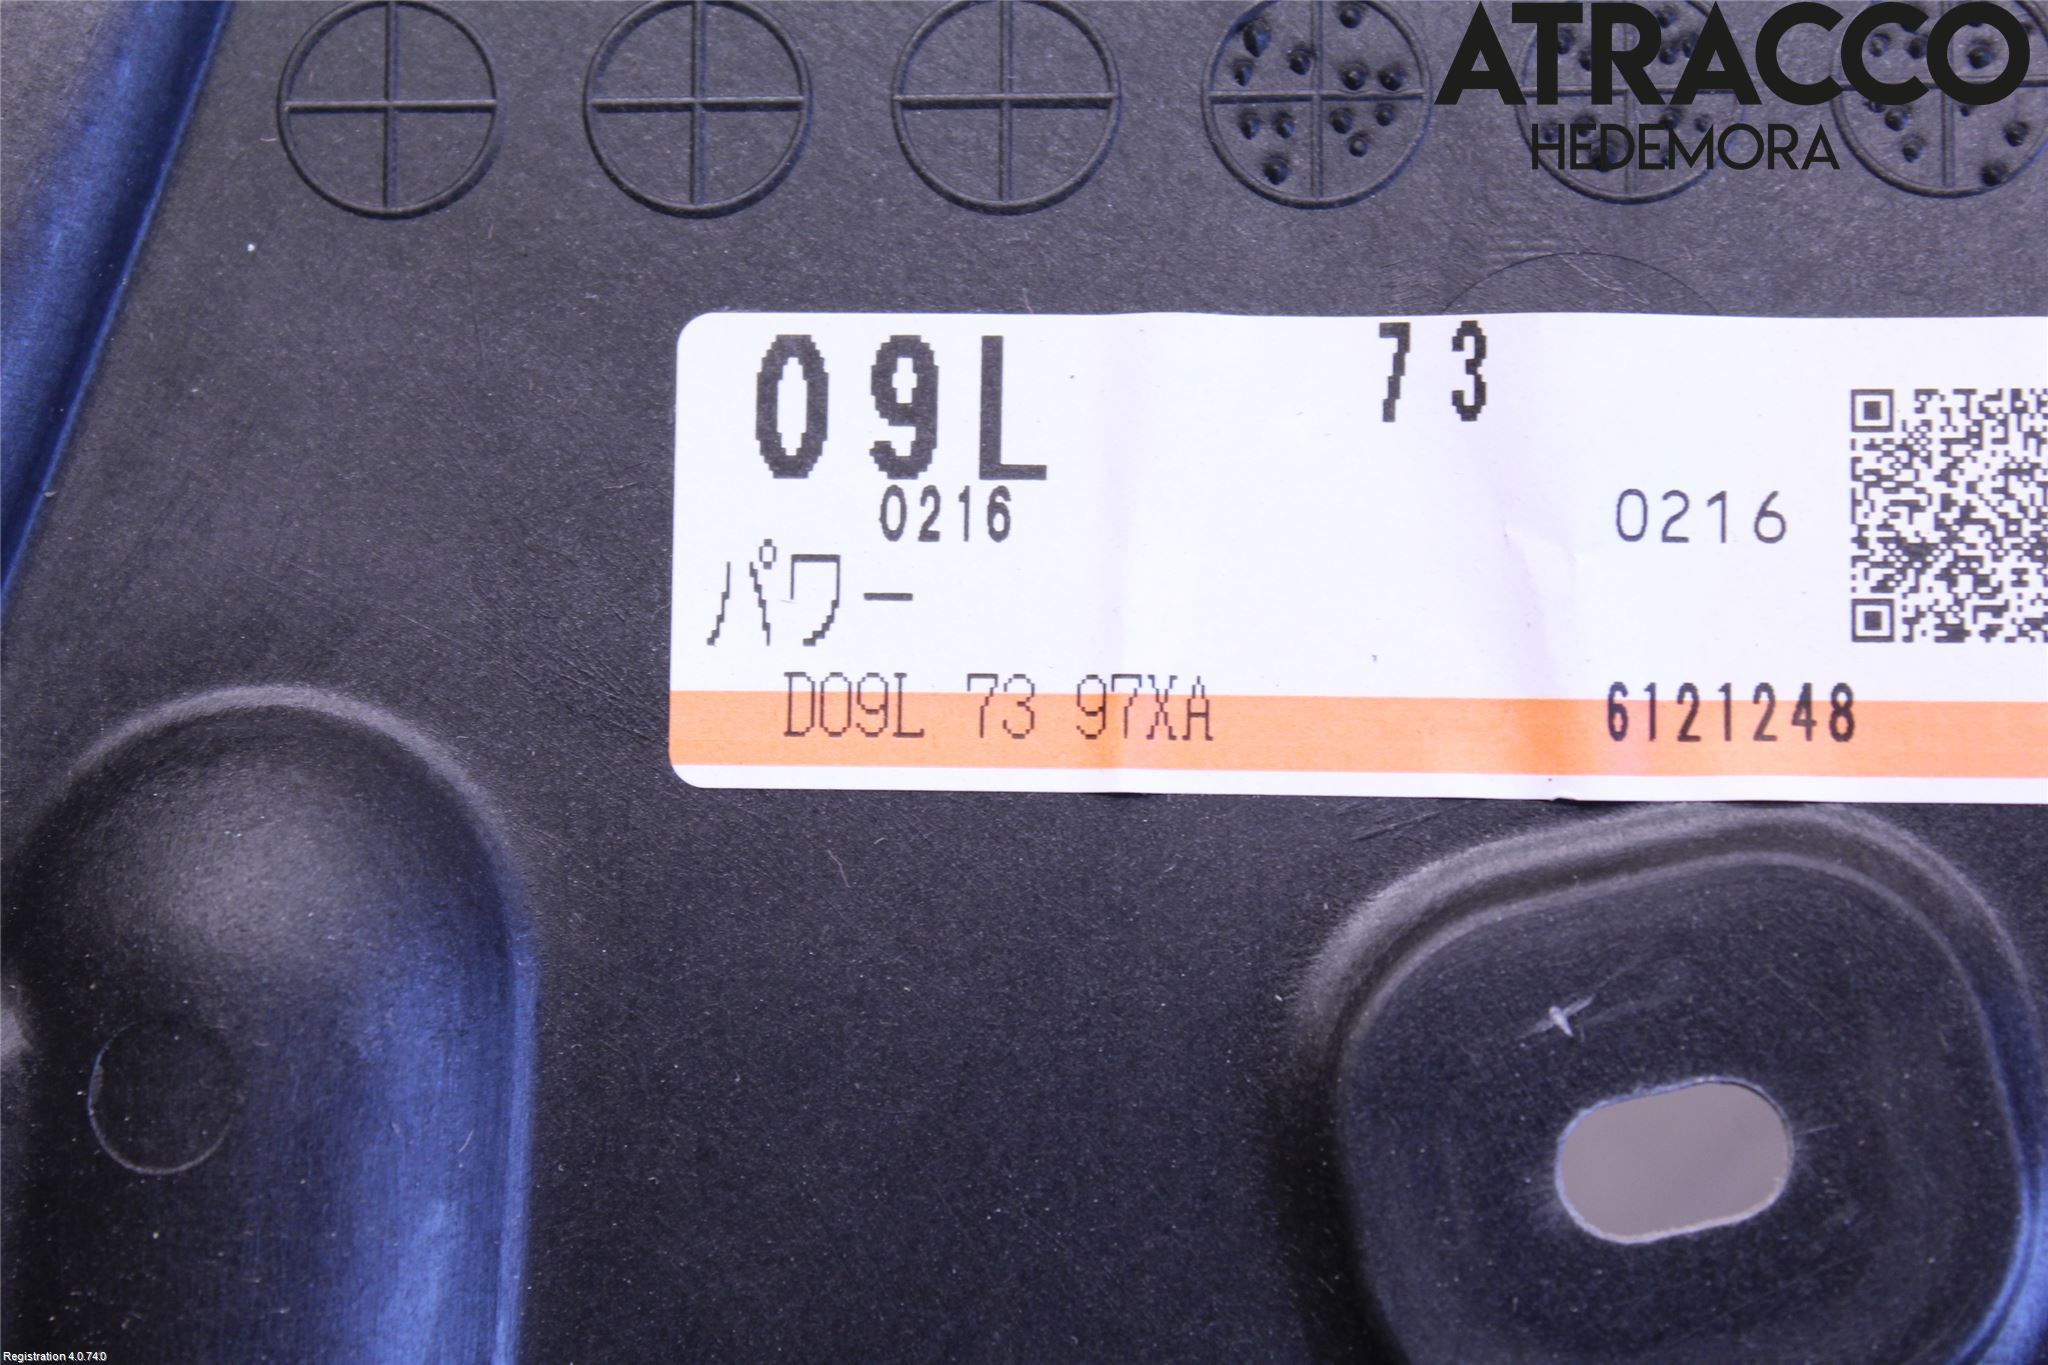 ATRACCO
HEDEMORA
09L 73
0216 0216
パワー
D09L 73 97XA 6121248
Registration 4.0.74.0